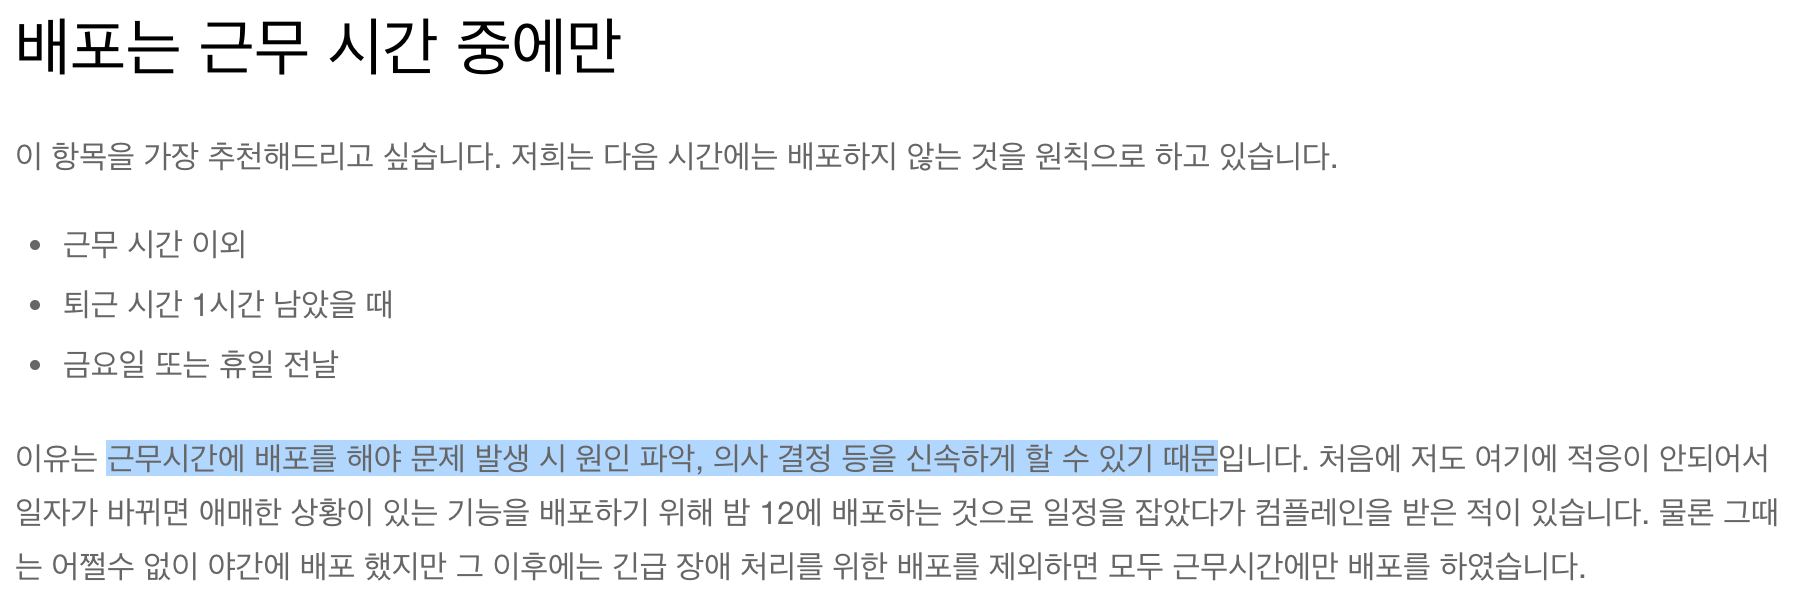 배포는 근무 시간 중에만
이 항목을 가장 추천해드리고 싶습니다. 저희는 다음 시간에는 배포하지 않는 것을 원칙으로 하고 있습니다.
• 근무 시간 이외
• 퇴근 시간 1시간 남았을 때
• 금요일 또는 휴일 전날
이유는 근무시간에 배포를 해야 문제 발생 시 원인 파악, 의사 결정 등을 신속하게 할 수 있기 때문입니다. 처음에 저도 여기에 적응이 안되어서
일자가 바뀌면 애매한 상황이 있는 기능을 배포하기 위해 밤 12에 배포하는 것으로 일정을 잡았다가 컴플레인을 받은 적이 있습니다. 물론 그때
는 어쩔수 없이 야간에 배포 했지만 그 이후에는 긴급 장애 처리를 위한 배포를 제외하면 모두 근무시간에만 배포를 하였습니다.